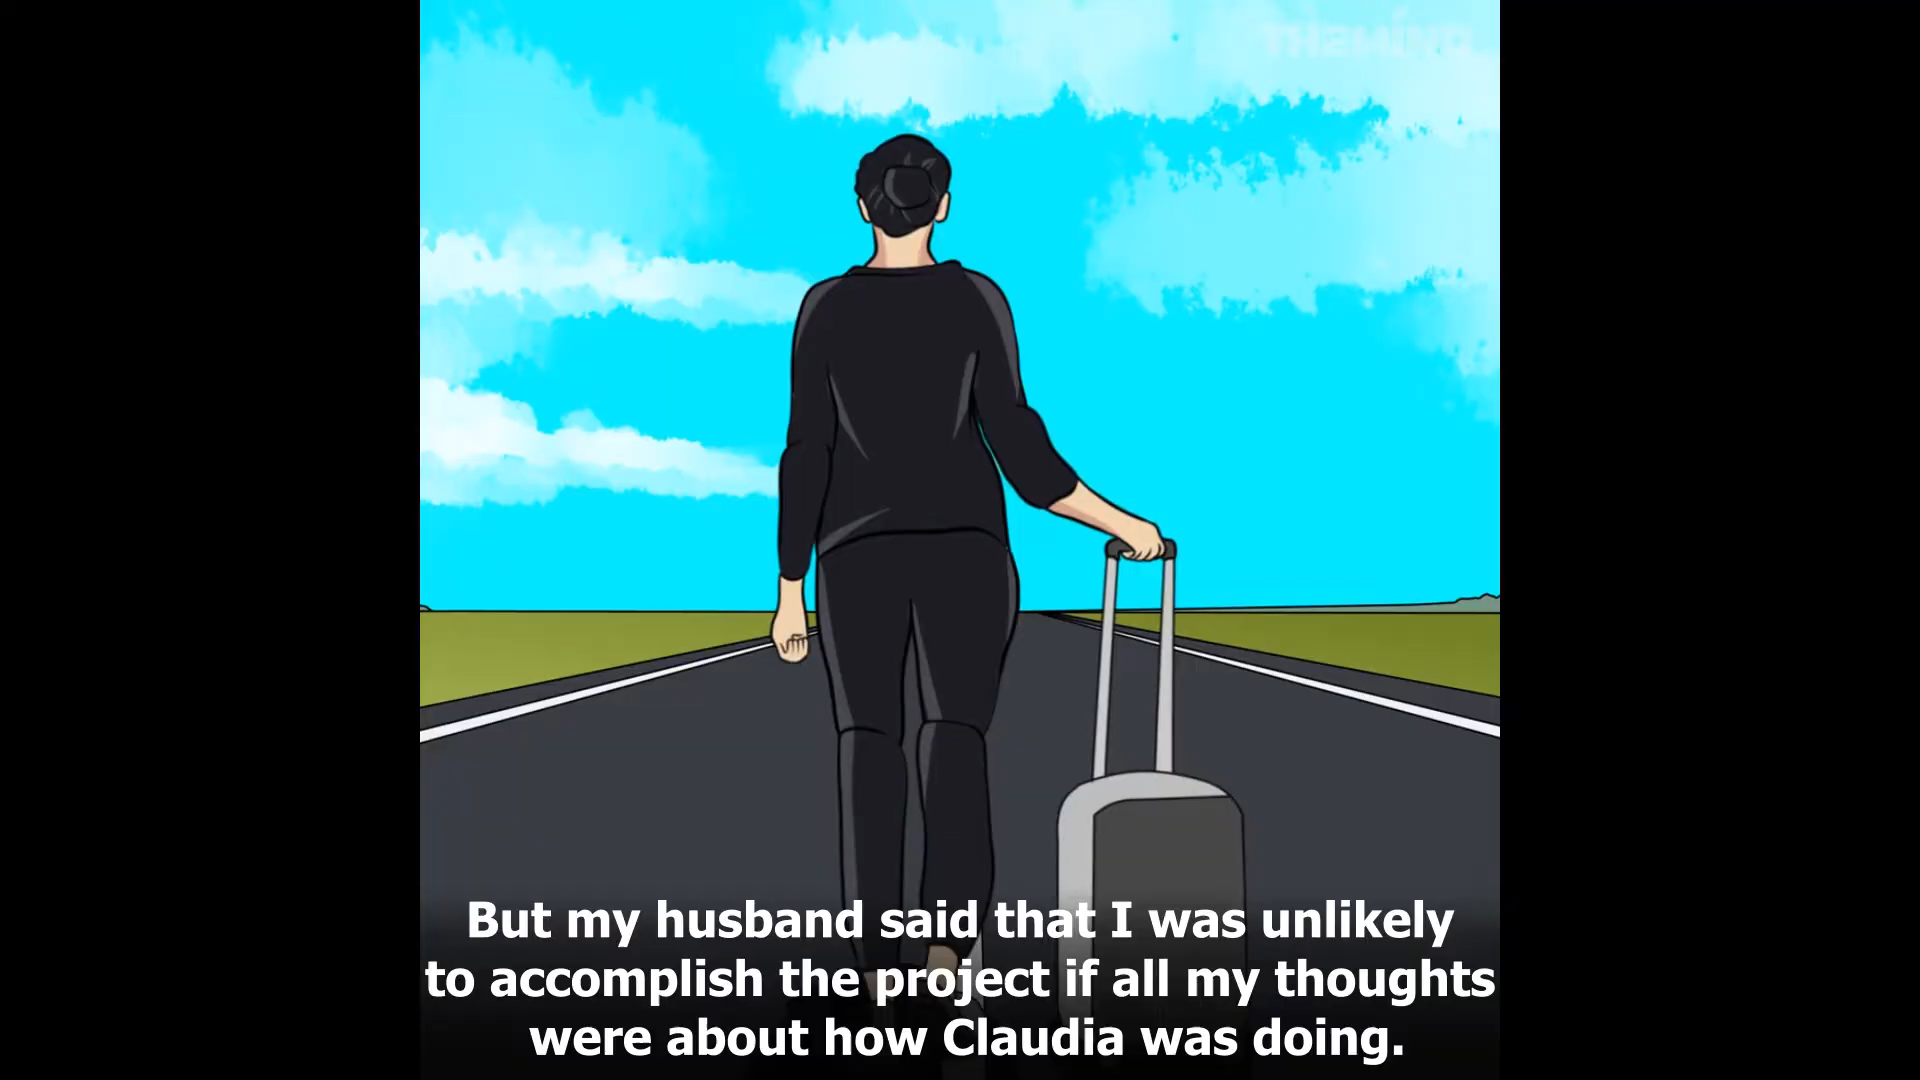 But my husband said that I was unlikely
to accomplish the project if all my thoughts
were about how Claudia was doing.